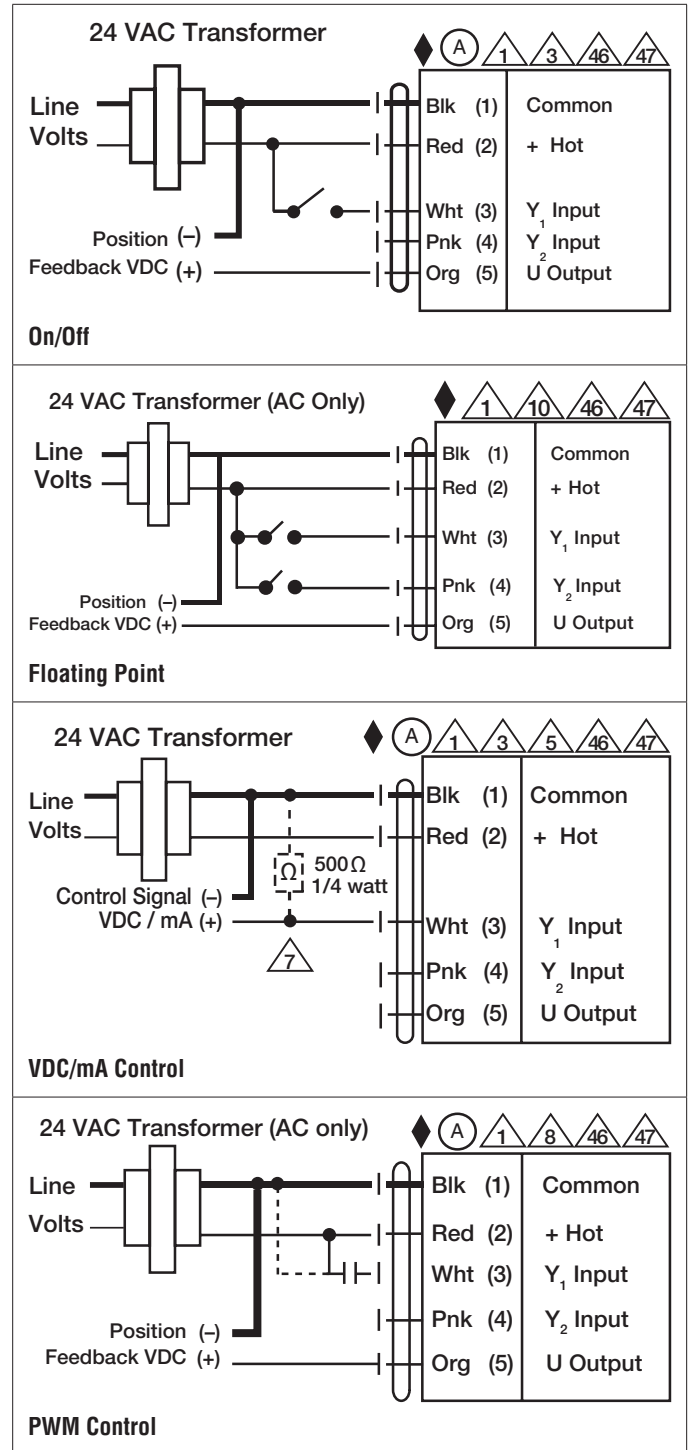 24 VAC Transformer
A 1 3 46 47
Line
Volts
Blk (1) Common
Red (2) + Hot
Wht (3) Y1 Input
Pnk (4) Y2 Input
Org (5) U Output
Position (–)
Feedback VDC (+)
On/Off
24 VAC Transformer (AC Only)
1 10 46 47
Line
Volts
Blk (1) Common
Red (2) + Hot
Wht (3) Y1 Input
Pnk (4) Y2 Input
Org (5) U Output
Position (–)
Feedback VDC (+)
Floating Point
24 VAC Transformer
A 1 3 5 46 47
Line
Volts
Blk (1) Common
Red (2) + Hot
Ω 500Ω
1/4 watt
Control Signal (–)
VDC / mA (+)
7
Wht (3) Y1 Input
Pnk (4) Y2 Input
Org (5) U Output
VDC/mA Control
24 VAC Transformer (AC only)
A 1 8 46 47
Line
Volts
Blk (1) Common
Red (2) + Hot
Wht (3) Y1 Input
Pnk (4) Y2 Input
Org (5) U Output
Position (–)
Feedback VDC (+)
PWM Control